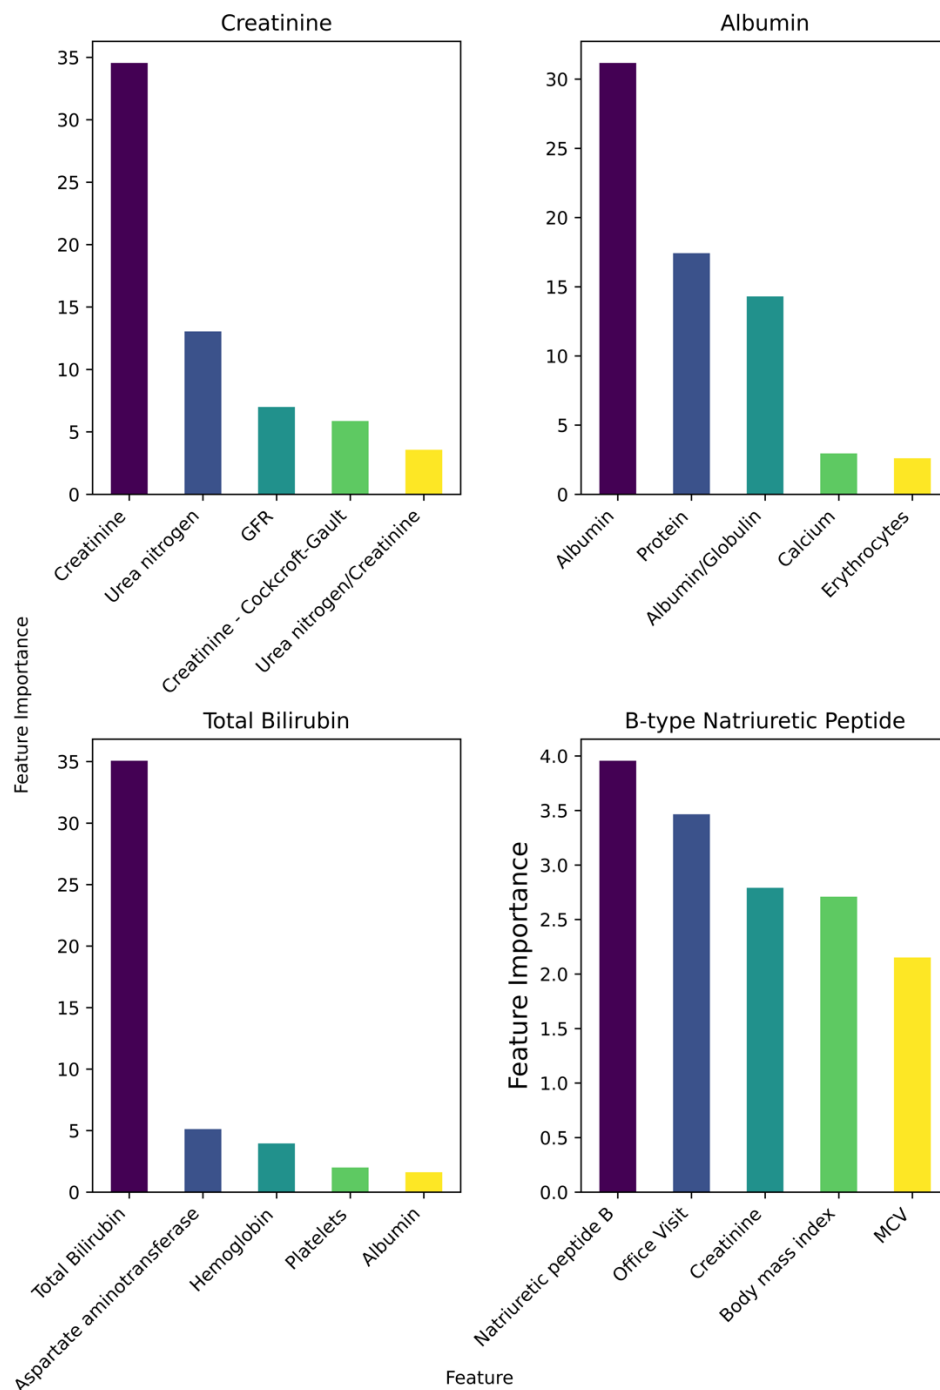 Creatinine
35
30
25
20
15
10
5
0
Creatinine
Urea nitrogen
GFR
Creatinine - Cockcroft-Gault
Urea nitrogen/Creatinine
Albumin
30
25
20
15
10
5
0
Albumin
Protein
Albumin/Globulin
Calcium
Erythrocytes
Feature Importance
Total Bilirubin
35
30
25
20
15
10
5
0
Total Bilirubin
Aspartate aminotransferase
Hemoglobin
Platelets
Albumin
B-type Natriuretic Peptide
Feature Importance
4.0
3.5
3.0
2.5
2.0
1.5
1.0
0.5
0.0
Natriuretic peptide B
Office Visit
Creatinine
Body mass index
MCV
Feature